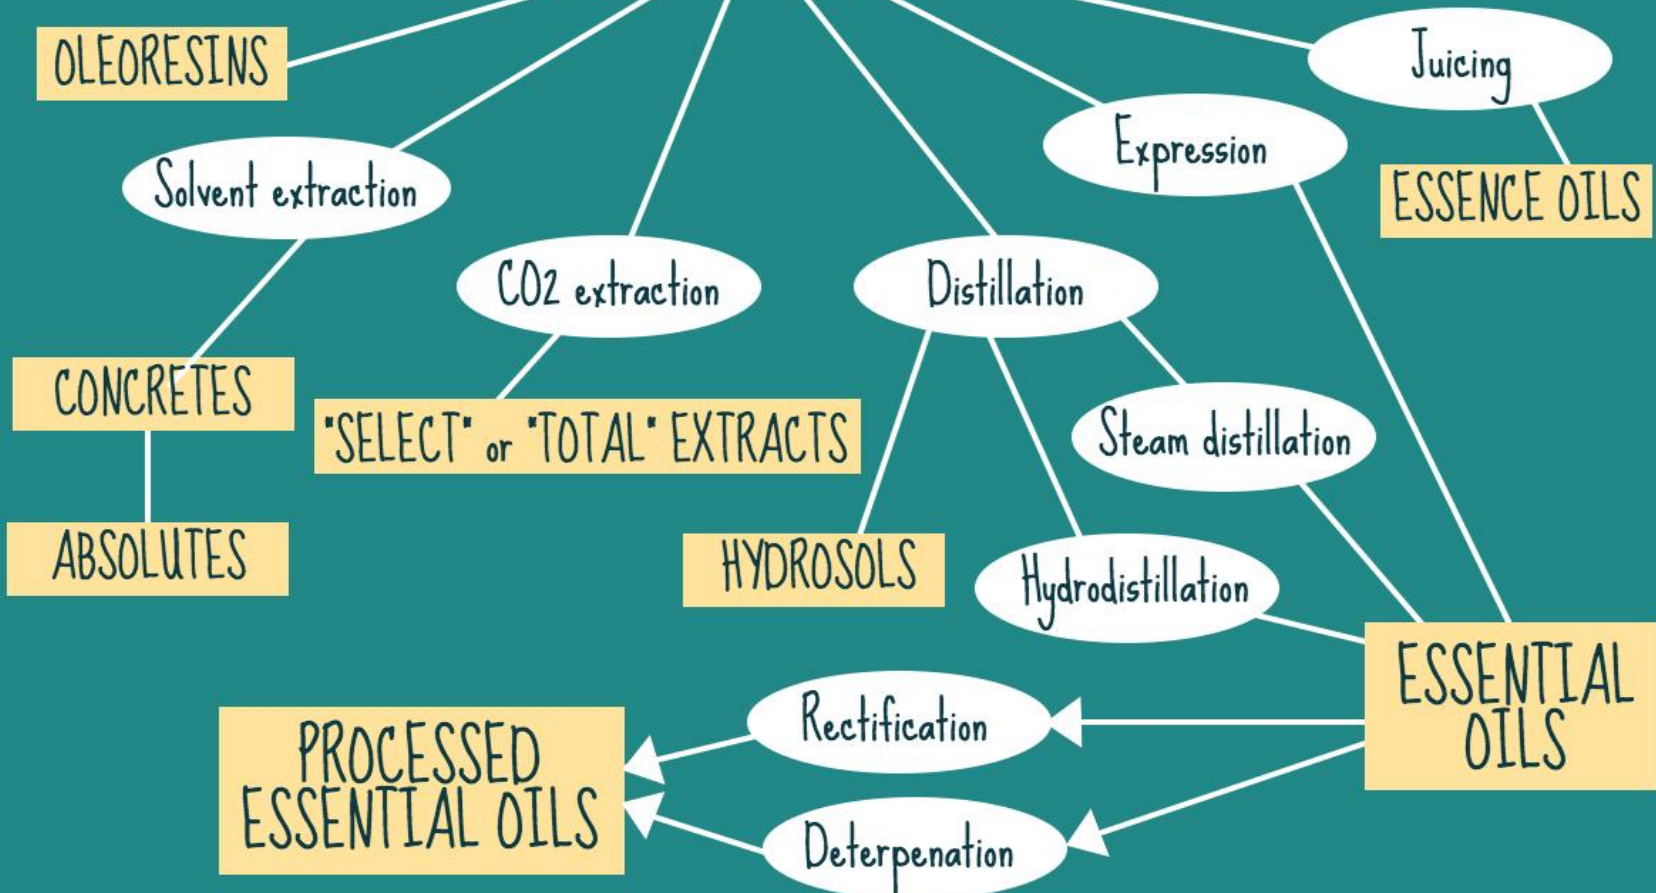 OLEORESINS
Juicing
Expression
Solvent extraction
ESSENCE OILS
CO2 extraction
Distillation
CONCRETES
"SELECT" or "TOTAL" EXTRACTS
Steam distillation
ABSOLUTES
HYDROSOLS
Hydrodistillation
ESSENTIAL
OILS
Rectification
PROCESSED
ESSENTIAL OILS
Deterpenation